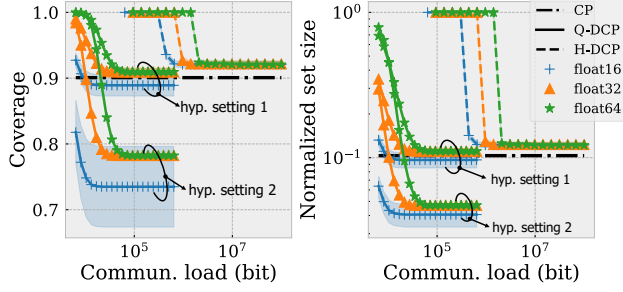 1.0
0.9
0.8
0.7
Coverage
hyp. setting 1
hyp. setting 2
10^5
10^7
Commun. load (bit)
10^0
10^{-1}
Normalized set size
hyp. setting 1
hyp. setting 2
10^5
10^7
Commun. load (bit)
CP
Q-DCP
H-DCP
float16
float32
float64